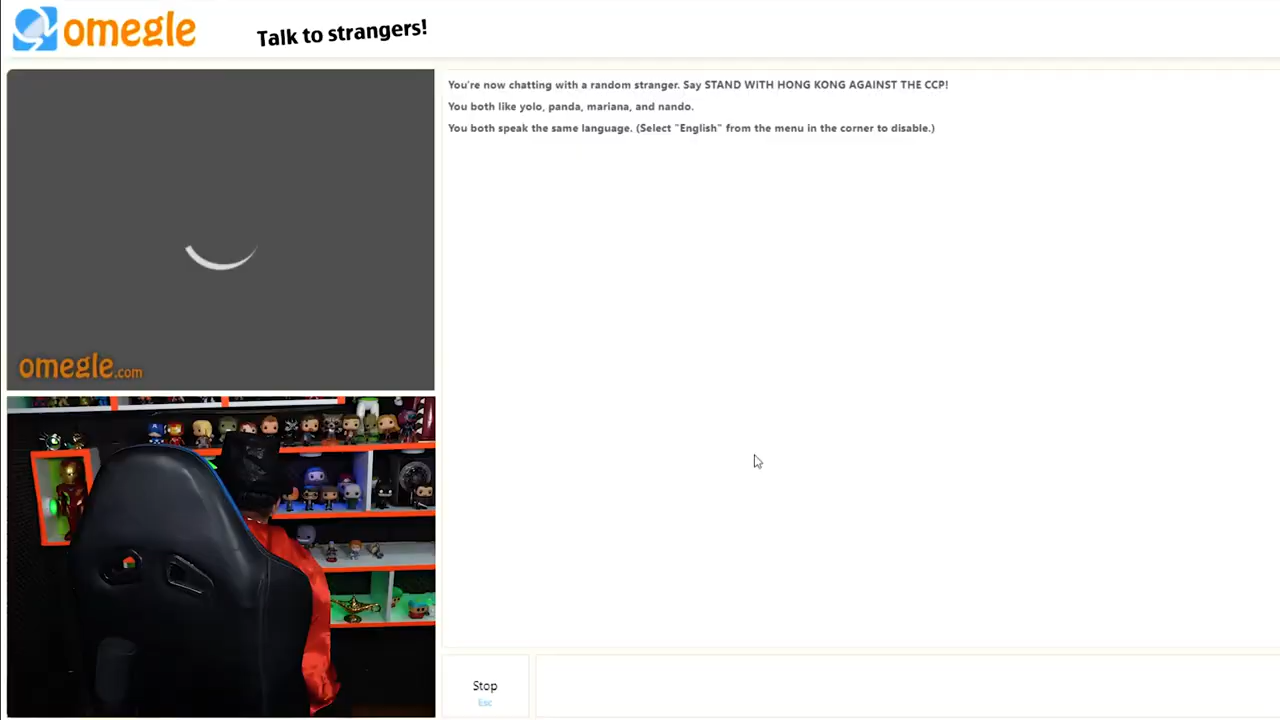 omegle
Talk to strangers!
You're now chatting with a random stranger. Say STAND WITH HONG KONG AGAINST THE CCP!
You both like yolo, panda, mariana, and nando.
You both speak the same language. (Select "English" from the menu in the corner to disable.)
omegle.com
Stop
Esc